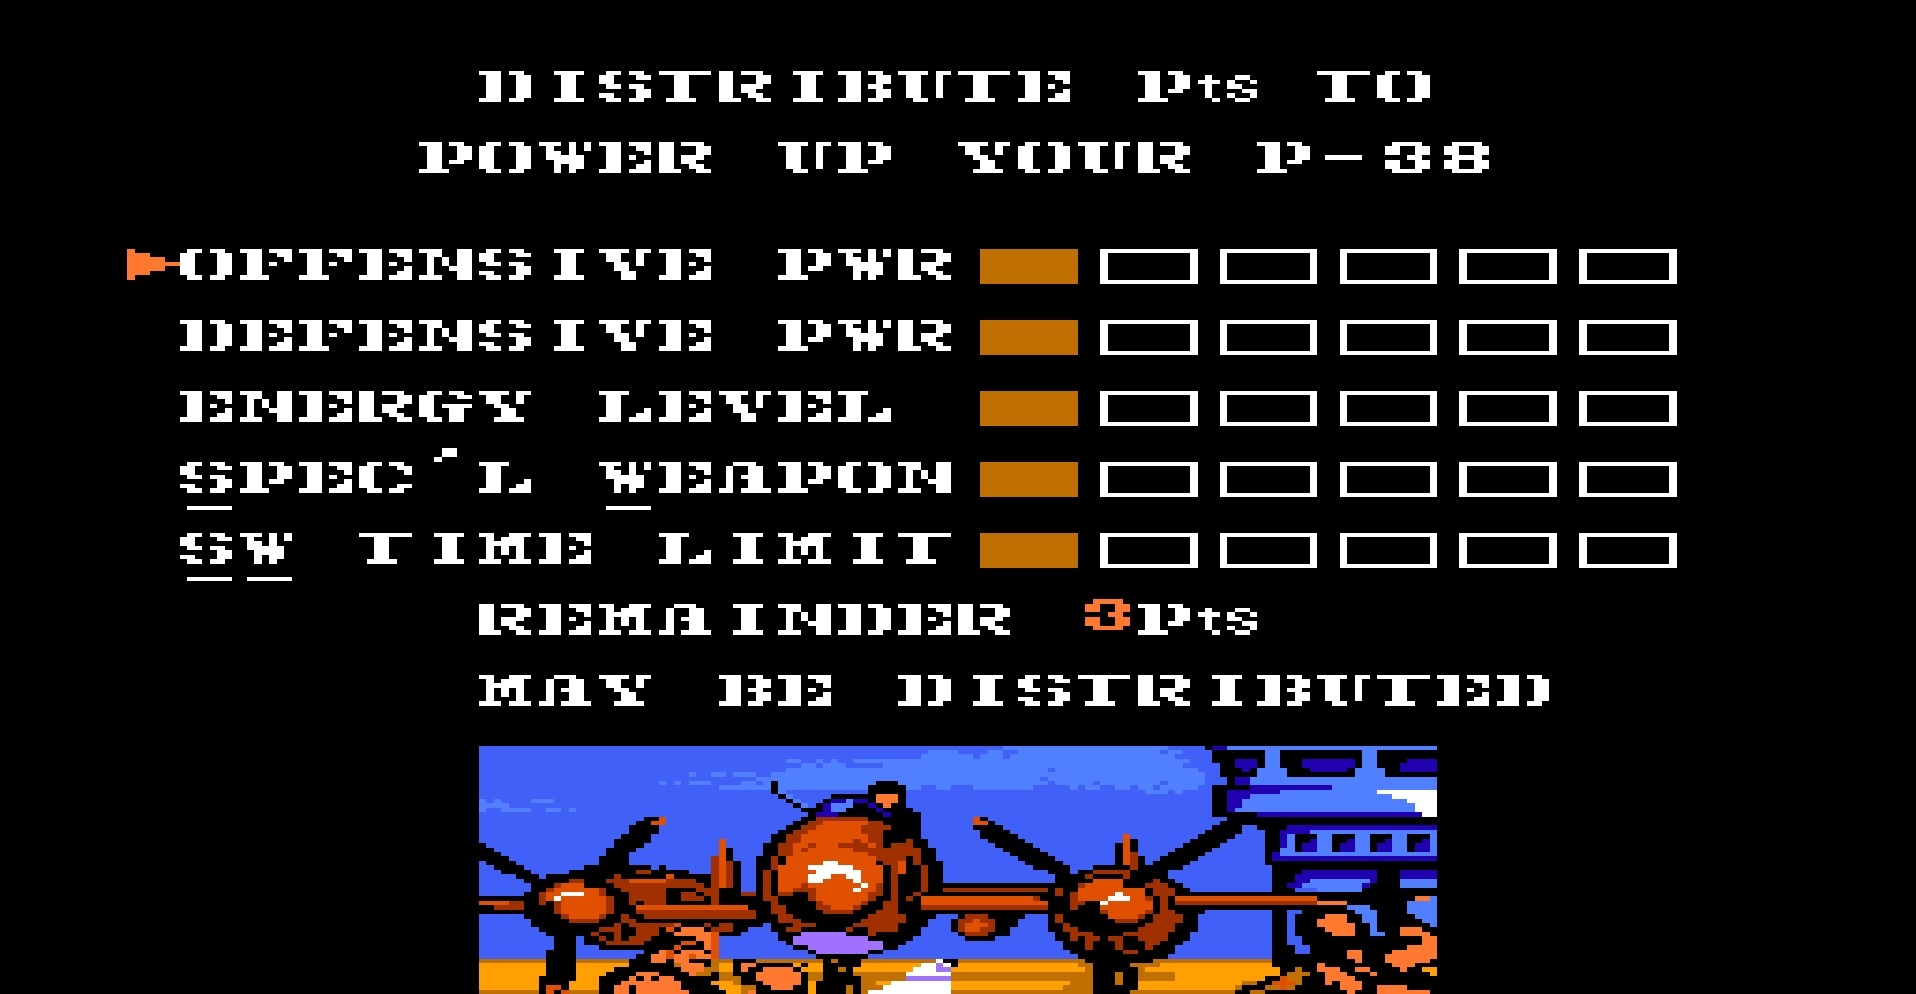 DISTRIBUTE Pts TO
POWER UP YOUR P-38
OFFENSIVE PWR
DEFENSIVE PWR
ENERGY LEVEL
SPEC'L WEAPON
SW TIME LIMIT
REMAINDER 3Pts
MAY BE DISTRIBUTED